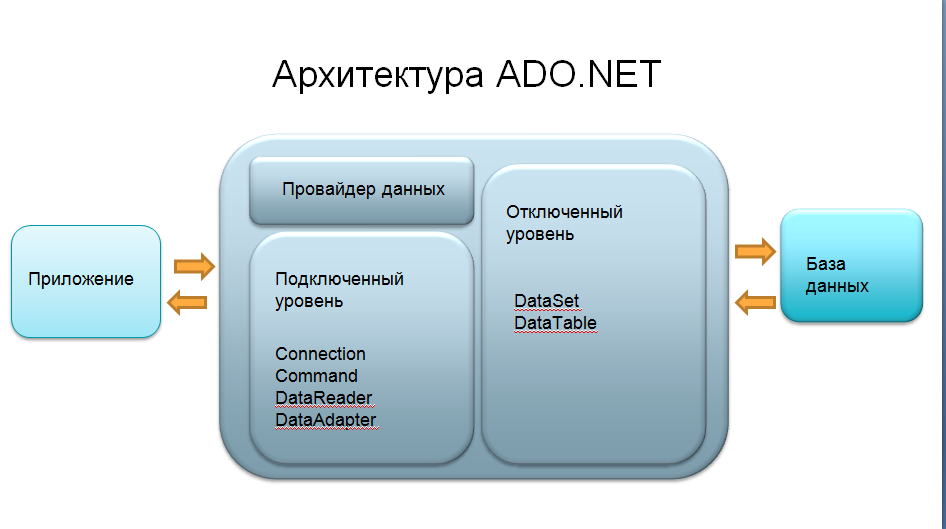 Архитектура ADO.NET
Приложение
Провайдер данных
Подключенный
уровень
Connection
Command
DataReader
DataAdapter
Отключенный
уровень
DataSet
DataTable
База
данных